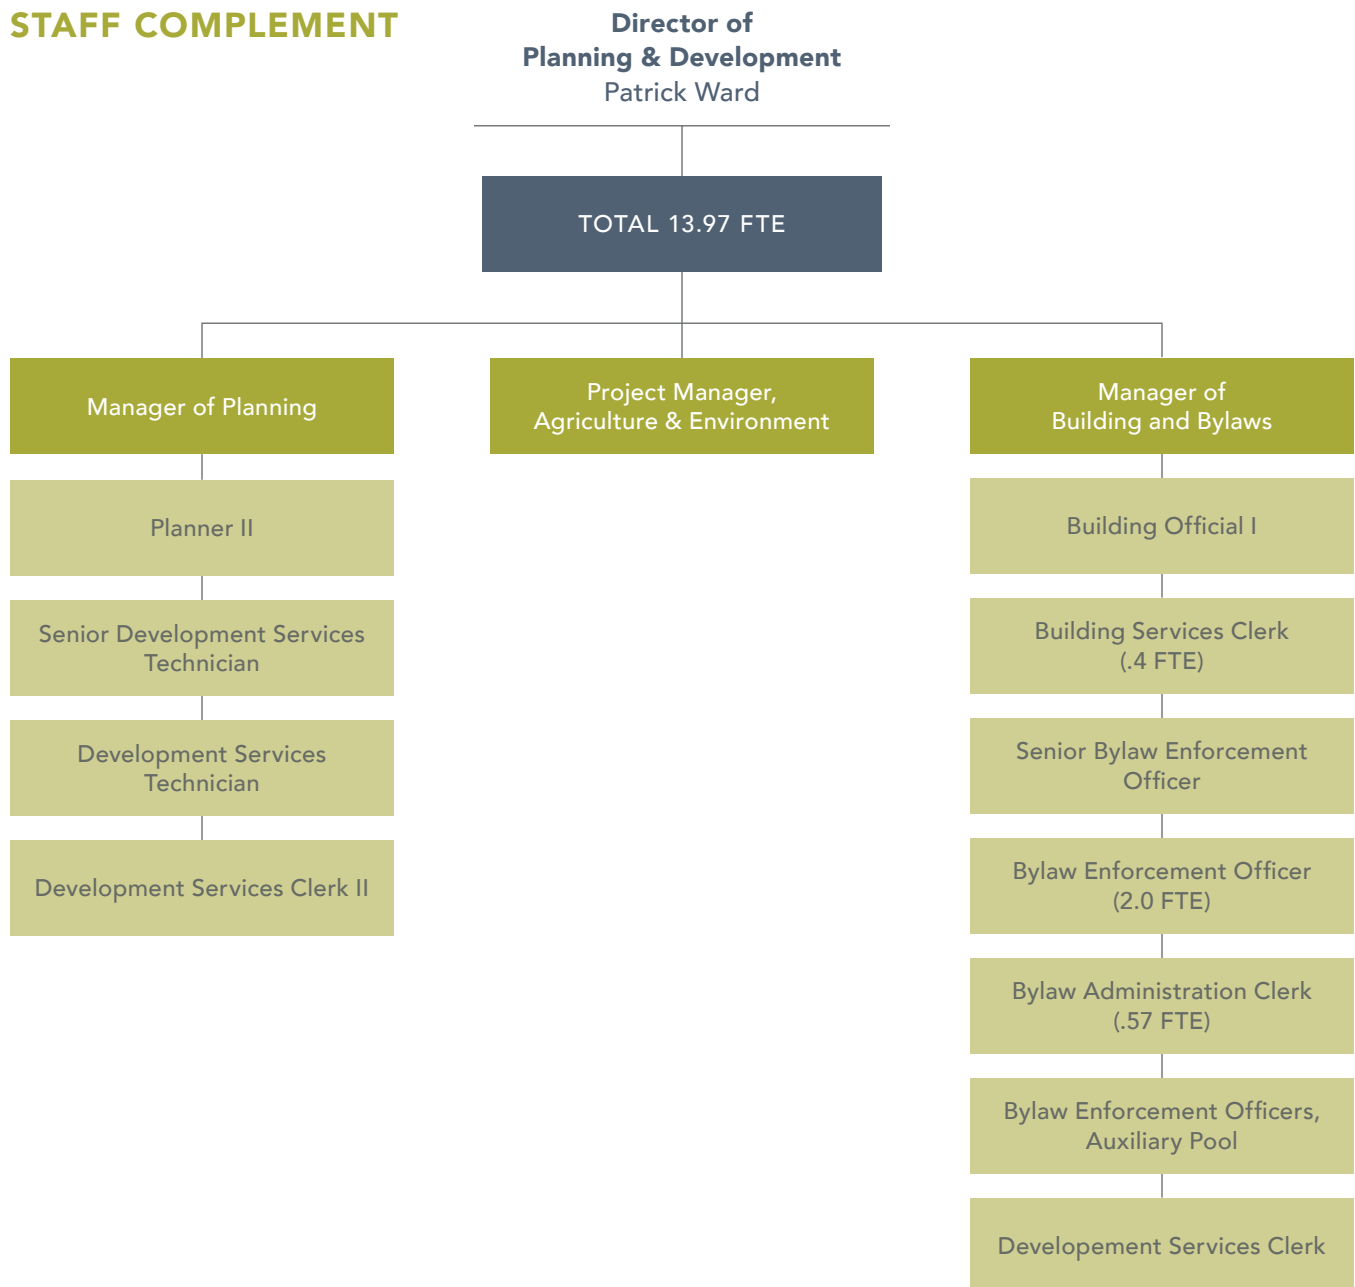 STAFF COMPLEMENT
Director of
Planning & Development
Patrick Ward
TOTAL 13.97 FTE
Manager of Planning
Planner II
Senior Development Services
Technician
Development Services
Technician
Development Services Clerk II
Project Manager,
Agriculture & Environment
Manager of
Building and Bylaws
Building Official I
Building Services Clerk
(.4 FTE)
Senior Bylaw Enforcement
Officer
Bylaw Enforcement Officer
(2.0 FTE)
Bylaw Administration Clerk
(.57 FTE)
Bylaw Enforcement Officers,
Auxiliary Pool
Developement Services Clerk